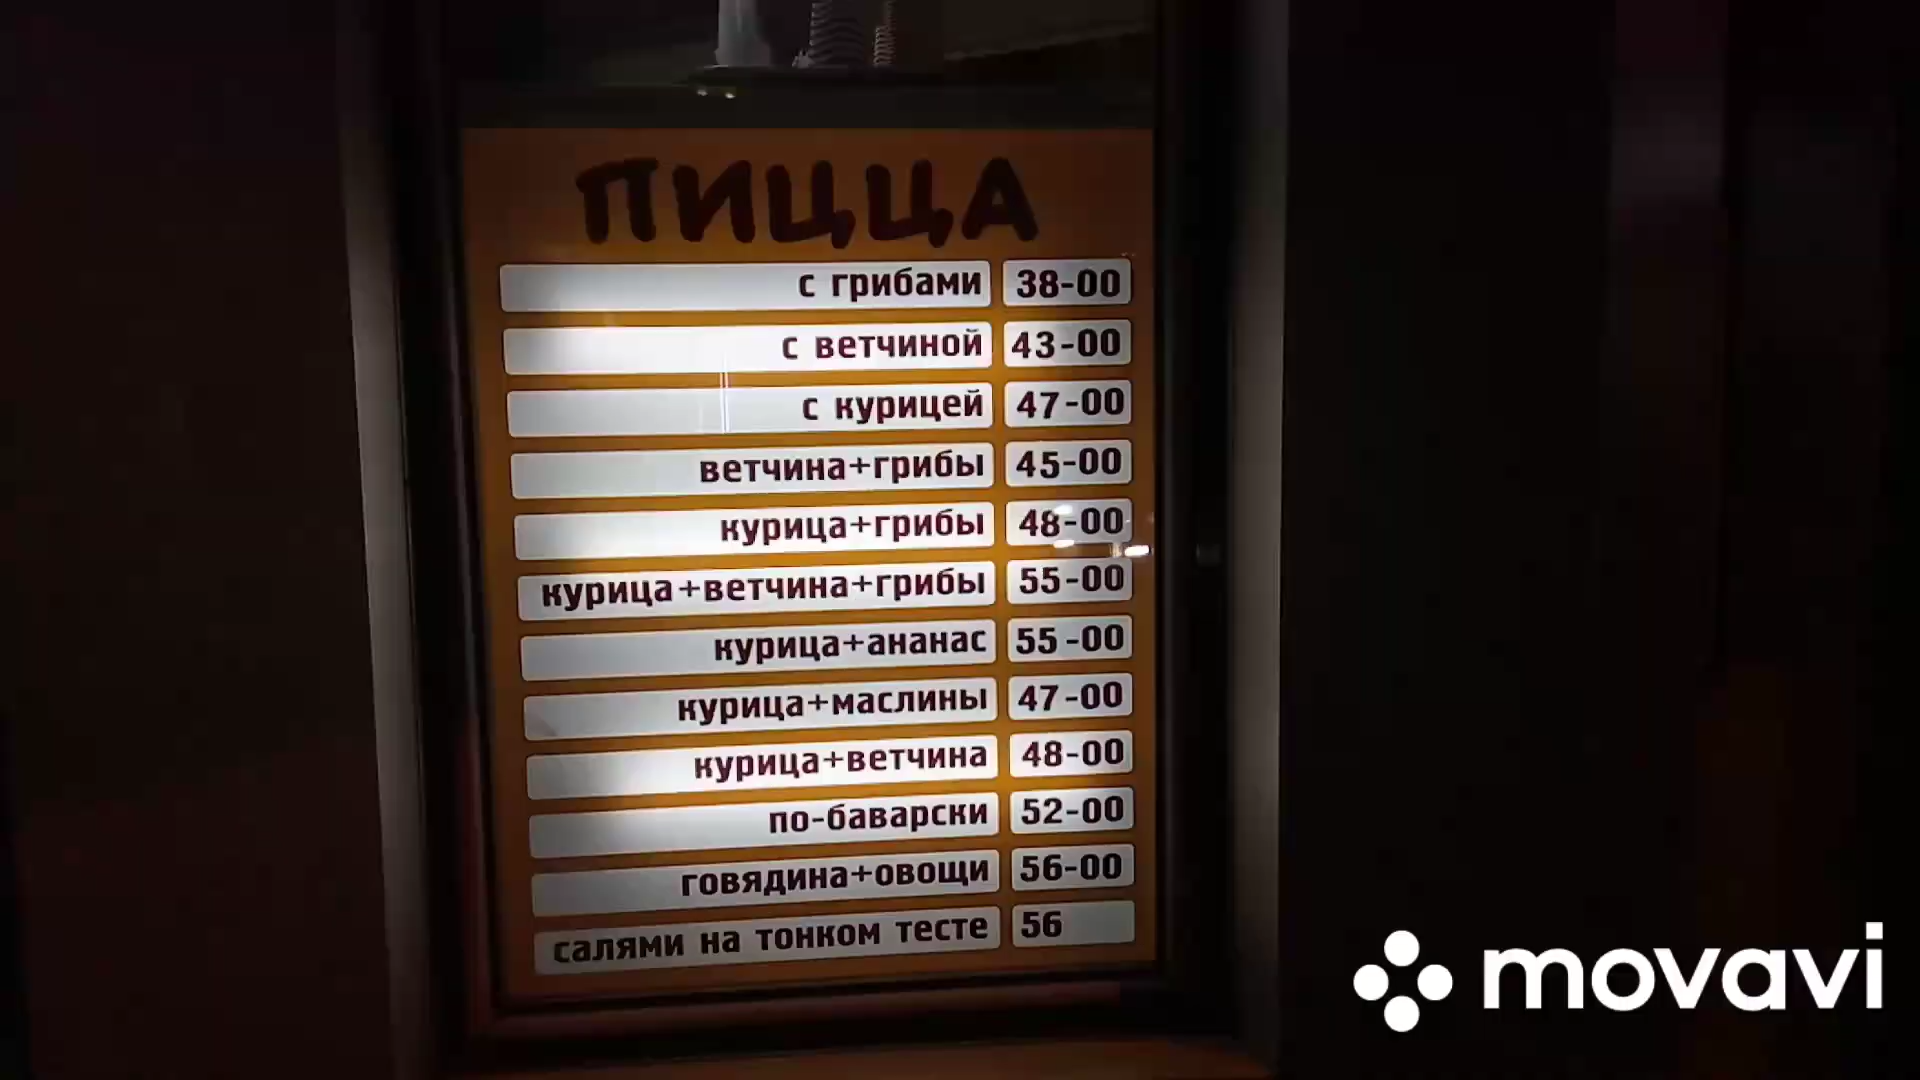 ПИЦЦА
с грибами 38-00
с ветчиной 43-00
с курицей 47-00
ветчина+грибы 45-00
курица+грибы 48-00
курица+ветчина+грибы 55-00
курица+ананас 55-00
курица+маслины 47-00
курица+ветчина 48-00
по-баварски 52-00
говядина+овощи 56-00
салями на тонком тесте 56
movavi